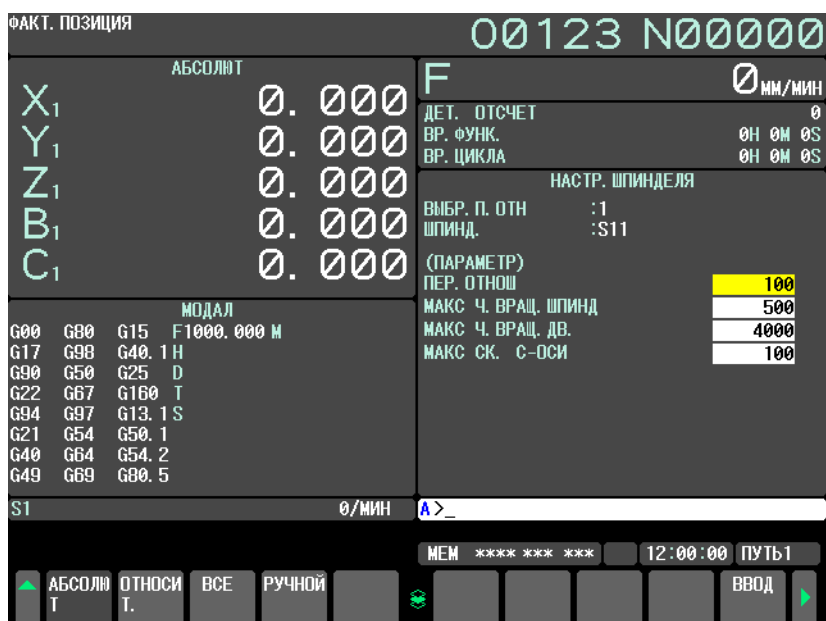 ФАКТ. ПОЗИЦИЯ
O0123 N00000
АБСОЛЮТ
X1 0. 000
Y1 0. 000
Z1 0. 000
B1 0. 000
C1 0. 000
МОДАЛ
G00 G80 G15 F1000. 000 M
G17 G98 G40. 1 H
G90 G50 G25 D
G22 G67 G160 T
G94 G97 G13. 1 S
G21 G54 G50. 1
G40 G64 G54. 2
G49 G69 G80. 5
S1 0/МИН
F 0 ММ/МИН
ДЕТ. ОТСЧЕТ 0
ВР. ФУНК. 0H 0M 0S
ВР. ЦИКЛА 0H 0M 0S
НАСТР. ШПИНДЕЛЯ
ВЫБР. П. ОТН :1
ШПИНД. :S11
(ПАРАМЕТР)
ПЕР. ОТНОШ 100
МАКС Ч. ВРАЩ. ШПИНД 500
МАКС Ч. ВРАЩ. ДВ. 4000
МАКС СК. С-ОСИ 100
A >_
MEM **** *** *** 12:00:00 ПУТЬ1
АБСОЛЮ ОТНОСИ ВСЕ РУЧНОЙ ВВОД
Т Т.